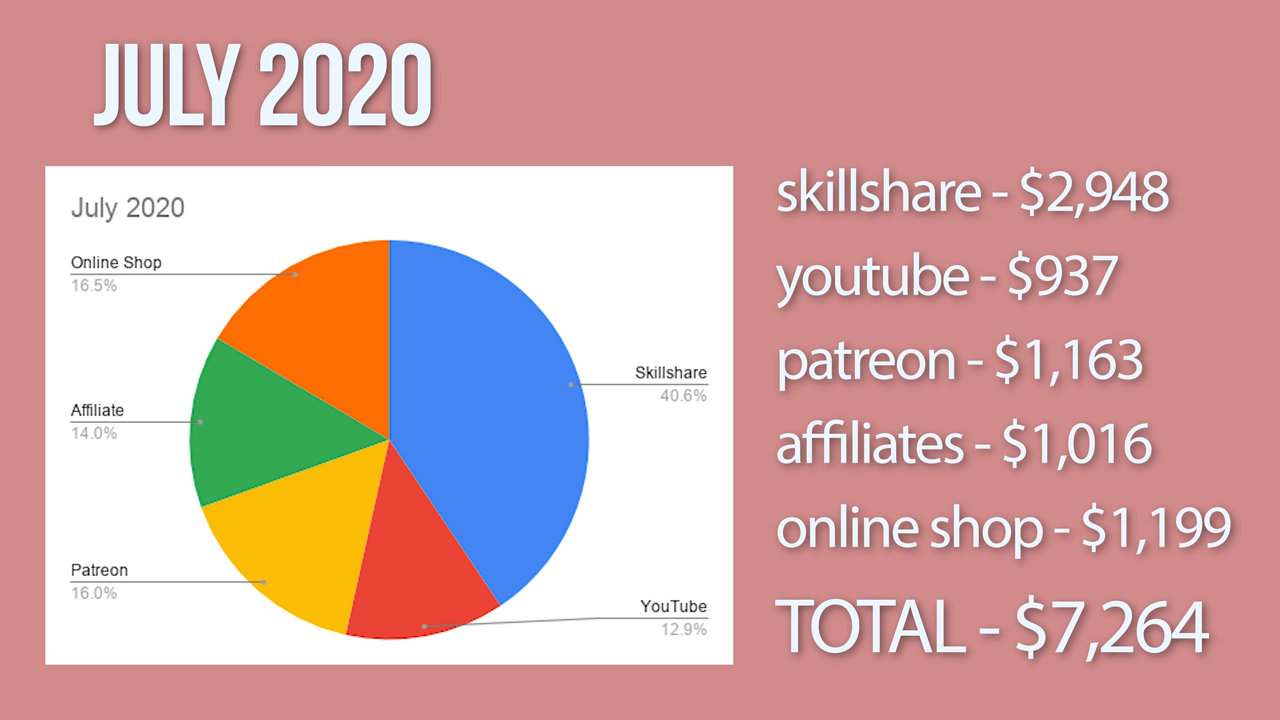 JULY 2020
July 2020
Online Shop
16.5%
Affiliate
14.0%
Patreon
16.0%
Skillshare
40.6%
YouTube
12.9%
skillshare - $2,948
youtube - $937
patreon - $1,163
affiliates - $1,016
online shop - $1,199
TOTAL - $7,264